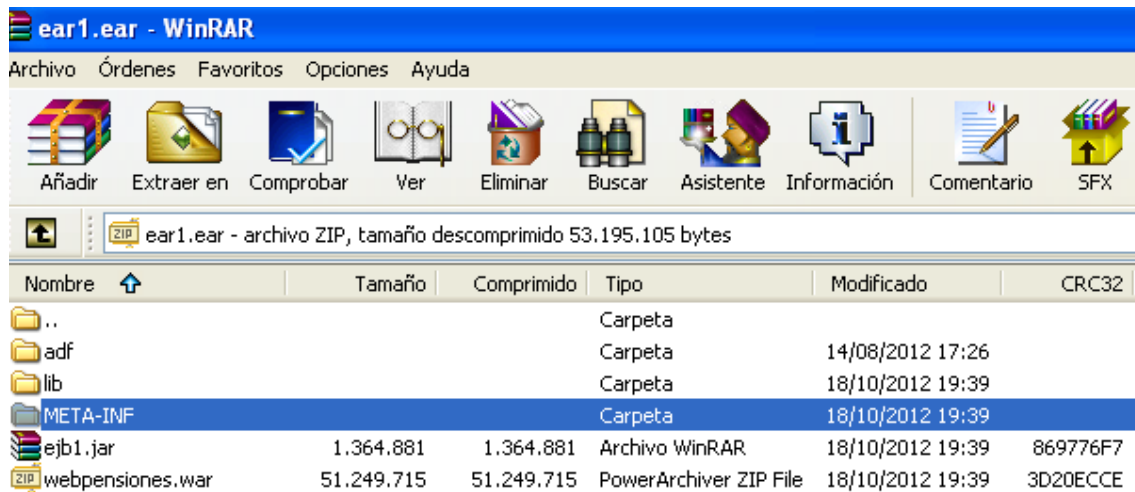 ear1.ear - WinRAR
Archivo Órdenes Favoritos Opciones Ayuda
Añadir Extraer en Comprobar Ver Eliminar Buscar Asistente Información Comentario SFX
ZIP ear1.ear - archivo ZIP, tamaño descomprimido 53.195.105 bytes
Nombre Tamaño Comprimido Tipo Modificado CRC32
.. Carpeta
adf Carpeta 14/08/2012 17:26
lib Carpeta 18/10/2012 19:39
META-INF Carpeta 18/10/2012 19:39
ejb1.jar 1.364.881 1.364.881 Archivo WinRAR 18/10/2012 19:39 869776F7
ZIP webpensiones.war 51.249.715 51.249.715 PowerArchiver ZIP File 18/10/2012 19:39 3D20ECCE